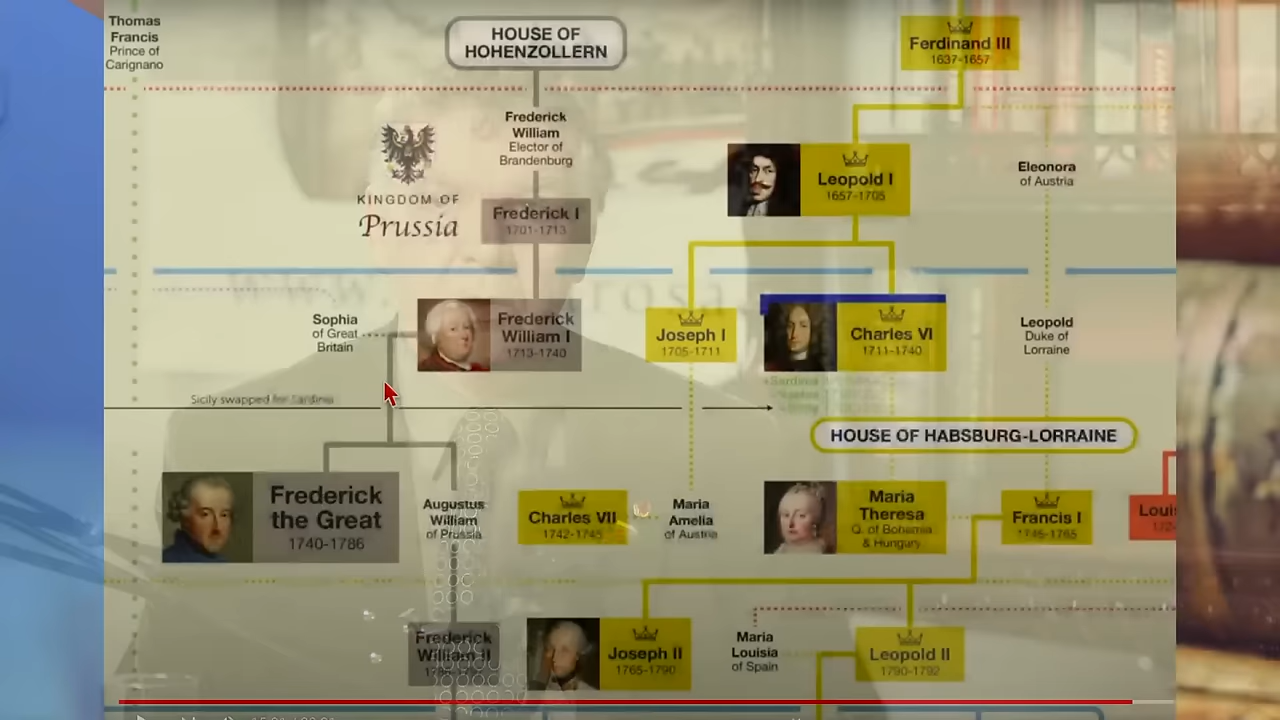 Thomas
Francis
Prince of
Carignano
HOUSE OF
HOHENZOLLERN
Ferdinand III
1637-1657
Frederick
William
Elector of
Brandenburg
KINGDOM OF
Prussia
Frederick I
1701-1713
Leopold I
1657-1705
Eleonora
of Austria
Sophia
of Great
Britain
Frederick
William I
1713-1740
Joseph I
1705-1711
Charles VI
1711-1740
Leopold
Duke of
Lorraine
Sicily swapped for Sardinia
+Sardinia
HOUSE OF HABSBURG-LORRAINE
Frederick
the Great
1740-1786
Augustus
William
of Prussia
Charles VII
1742-1745
Maria
Amelia
of Austria
Maria
Theresa
Q. of Bohemia
& Hungary
Francis I
1745-1765
Frederick
William II
Joseph II
1765-1790
Maria
Louisia
of Spain
Leopold II
1790-1792